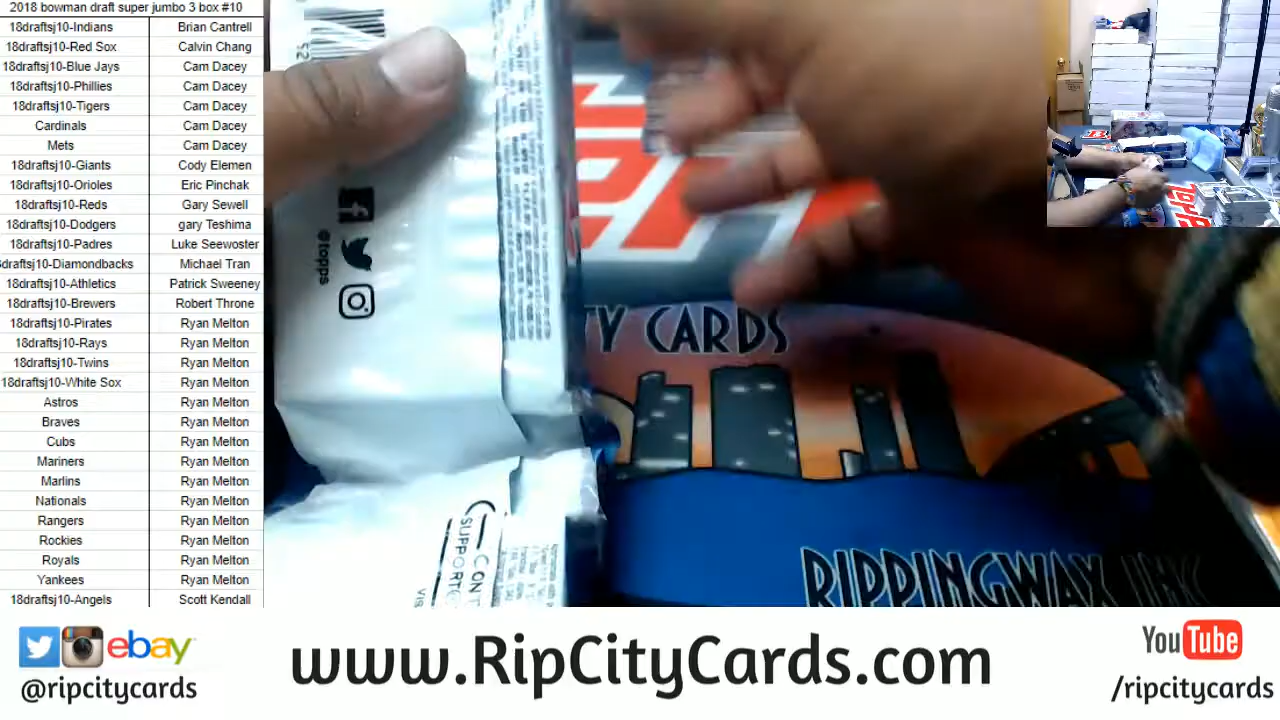 2018 bowman draft super jumbo 3 box #10
18draftsj10-Indians Brian Cantrell
18draftsj10-Red Sox Calvin Chang
18draftsj10-Blue Jays Cam Dacey
18draftsj10-Phillies Cam Dacey
18draftsj10-Tigers Cam Dacey
Cardinals Cam Dacey
Mets Cam Dacey
18draftsj10-Giants Cody Elemen
18draftsj10-Orioles Eric Pinchak
18draftsj10-Reds Gary Sewell
18draftsj10-Dodgers gary Teshima
18draftsj10-Padres Luke Seewoster
draftsj10-Diamondbacks Michael Tran
18draftsj10-Athletics Patrick Sweeney
18draftsj10-Brewers Robert Throne
18draftsj10-Pirates Ryan Melton
18draftsj10-Rays Ryan Melton
18draftsj10-Twins Ryan Melton
18draftsj10-White Sox Ryan Melton
Astros Ryan Melton
Braves Ryan Melton
Cubs Ryan Melton
Mariners Ryan Melton
Marlins Ryan Melton
Nationals Ryan Melton
Rangers Ryan Melton
Rockies Ryan Melton
Royals Ryan Melton
Yankees Ryan Melton
18draftsj10-Angels Scott Kendall
52
@topps
TY CARDS
RIPPINGWAX INK
CON
SUPPORT@
VIS
ebay
@ripcitycards
www.RipCityCards.com
YouTube
/ripcitycards